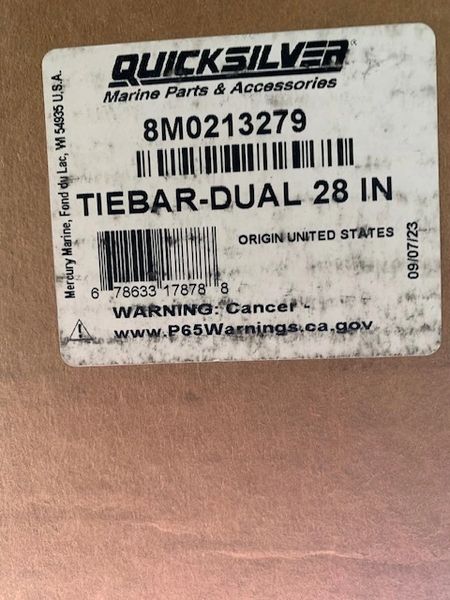 QUICKSILVER®
Marine Parts & Accessories
8M0213279
TIEBAR-DUAL 28 IN
ORIGIN UNITED STATES
6 78633 17878 8
WARNING: Cancer -
www.P65Warnings.ca.gov
Mercury Marine, Fond du Lac, WI 54935 U.S.A.
09/07/23